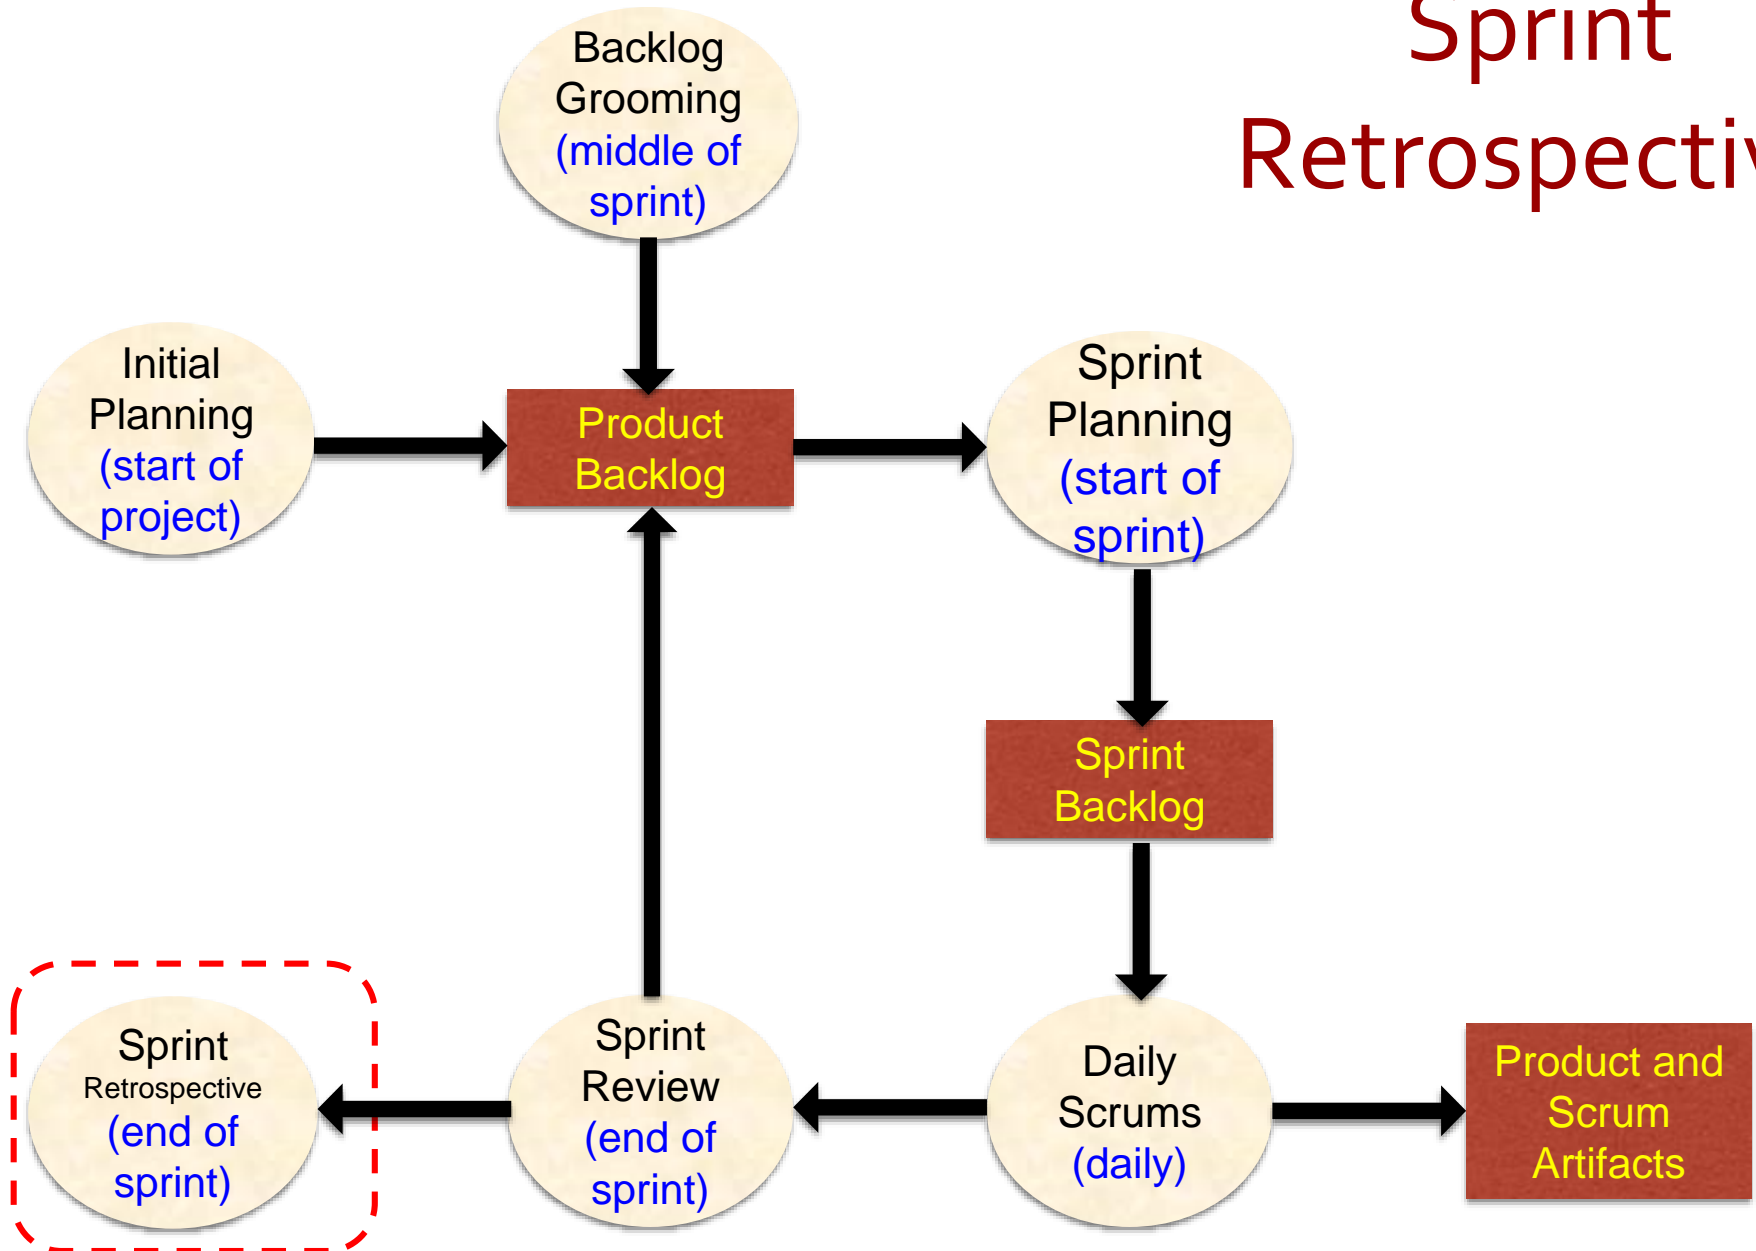 Sprint
Retrospectiv
Backlog
Grooming
(middle of
sprint)
Initial
Planning
(start of
project)
Product
Backlog
Sprint
Planning
(start of
sprint)
Sprint
Backlog
Sprint
Retrospective
(end of
sprint)
Sprint
Review
(end of
sprint)
Daily
Scrums
(daily)
Product and
Scrum
Artifacts